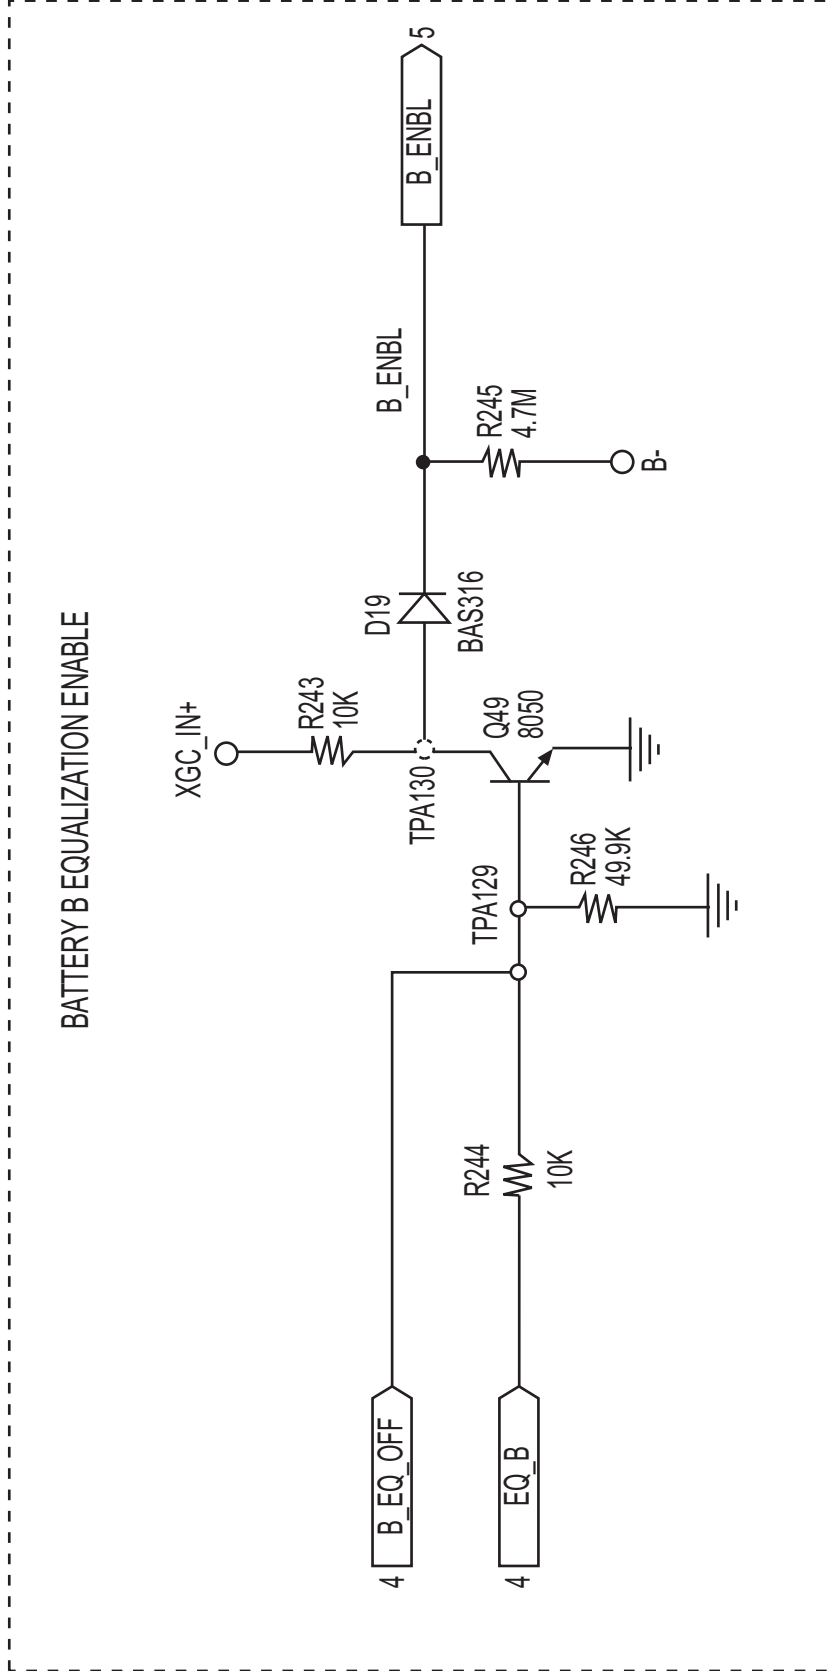 BATTERY B EQUALIZATION ENABLE
XGC_IN+
R243
10K
TPA130
D19
BAS316
B_ENBL
B_ENBL
5
R245
4.7M
B-
Q49
8050
TPA129
R246
49.9K
R244
10K
4
B_EQ_OFF
4
EQ_B